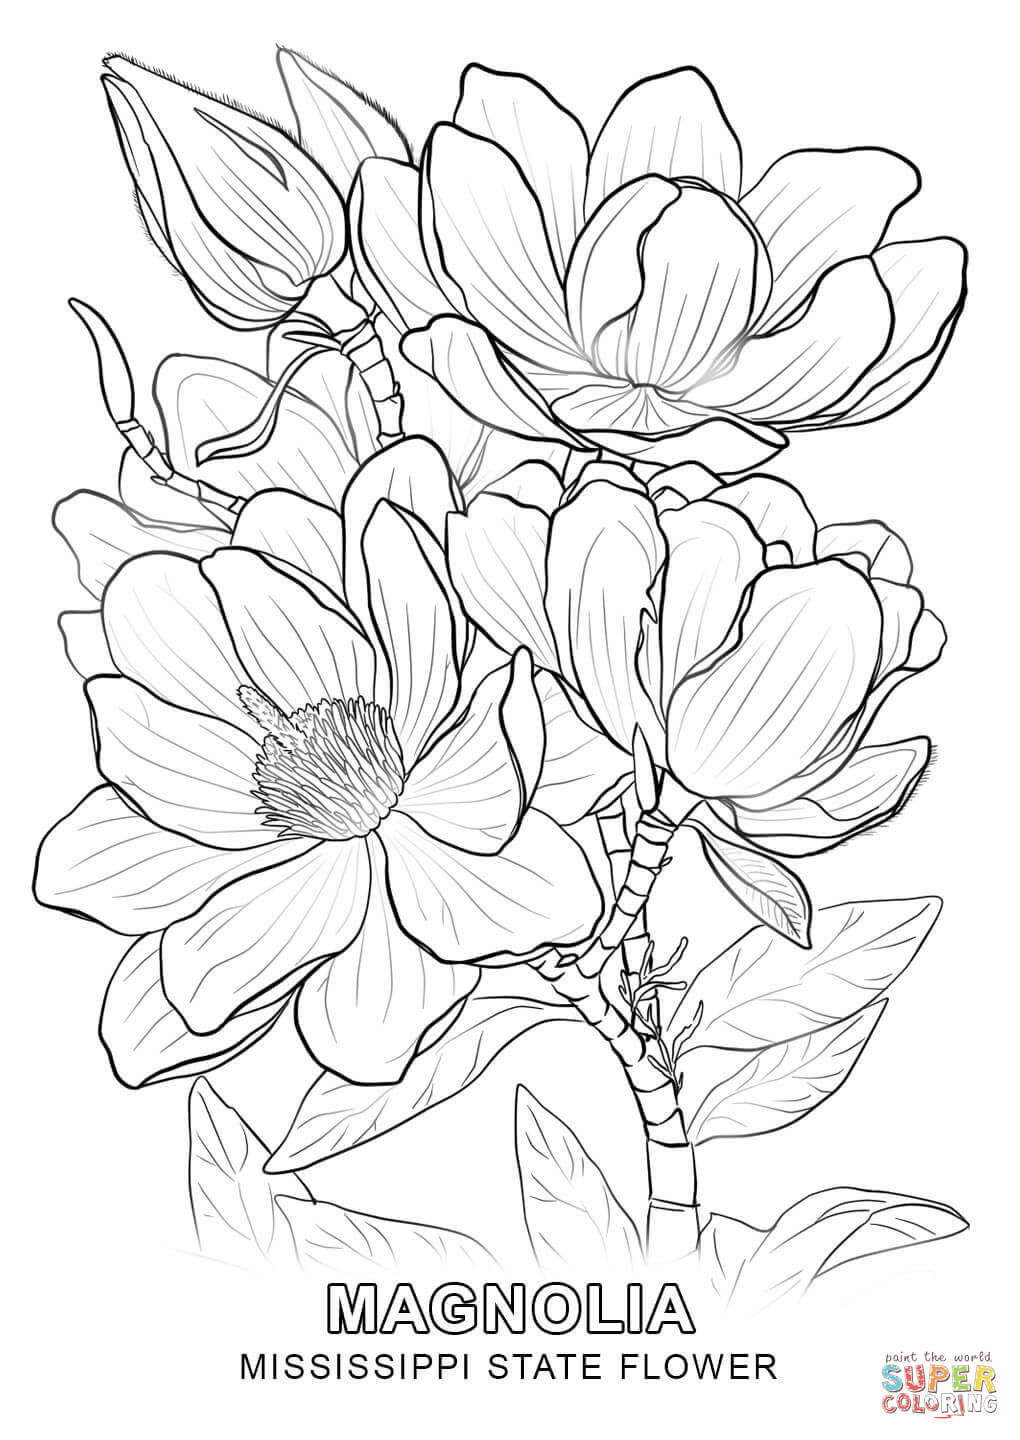 MAGNOLIA
MISSISSIPPI STATE FLOWER
paint the world
SUPER
COLORING